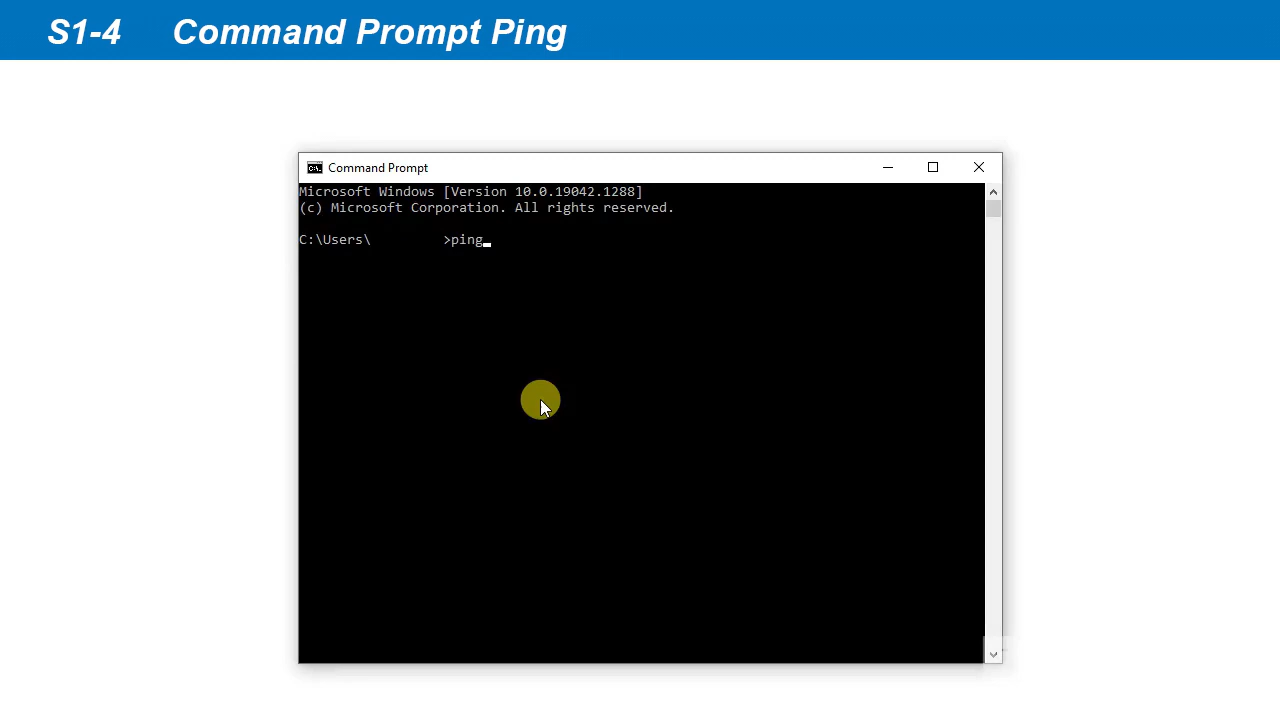 S1-4 Command Prompt Ping
Command Prompt
Microsoft Windows [Version 10.0.19042.1288]
(c) Microsoft Corporation. All rights reserved.
C:\Users\ >ping